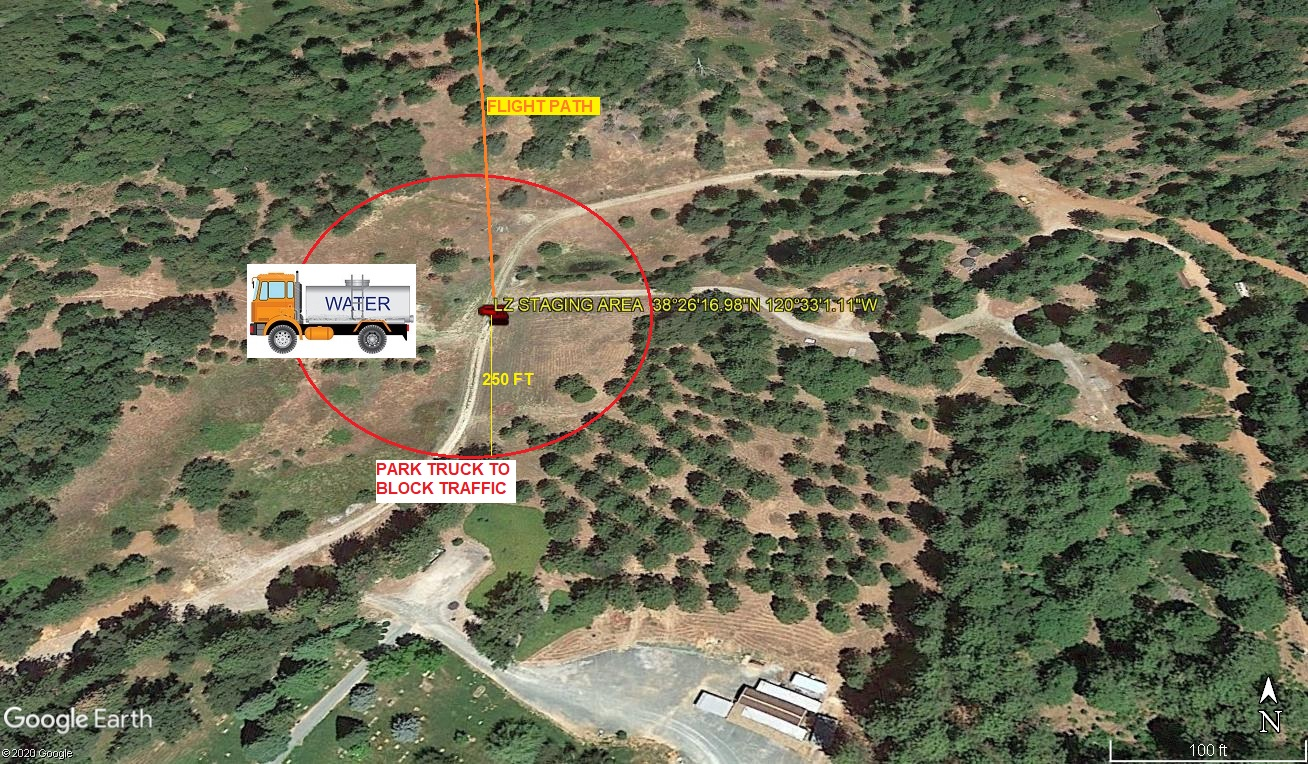 FLIGHT PATH
WATER
LZ STAGING AREA 38°26'16.98"N 120°33'1.11"W
250 FT
PARK TRUCK TO
BLOCK TRAFFIC
Google Earth
N
©2020 Google
100 ft